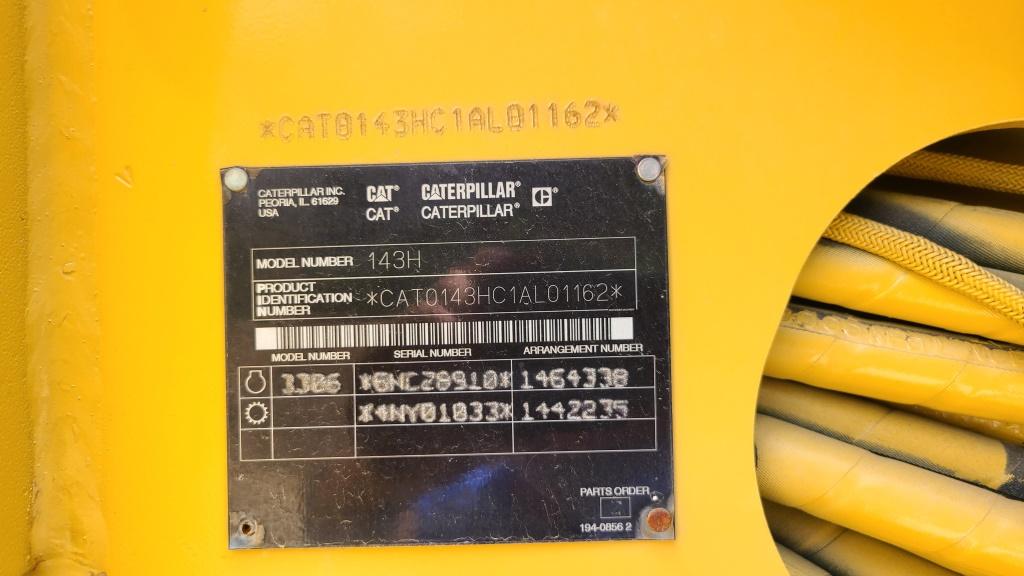 *CAT0143HC1AL01162*
CATERPILLAR INC.
PEORIA, IL. 61629
USA
CAT® CATERPILLAR® C®
CAT® CATERPILLAR®
MODEL NUMBER 143H
PRODUCT
IDENTIFICATION
NUMBER
*CAT0143HC1AL01162*
MODEL NUMBER SERIAL NUMBER ARRANGEMENT NUMBER
3306 *6NC28910* 1464338
*4NY01033* 1442235
PARTS ORDER
194-0856 2